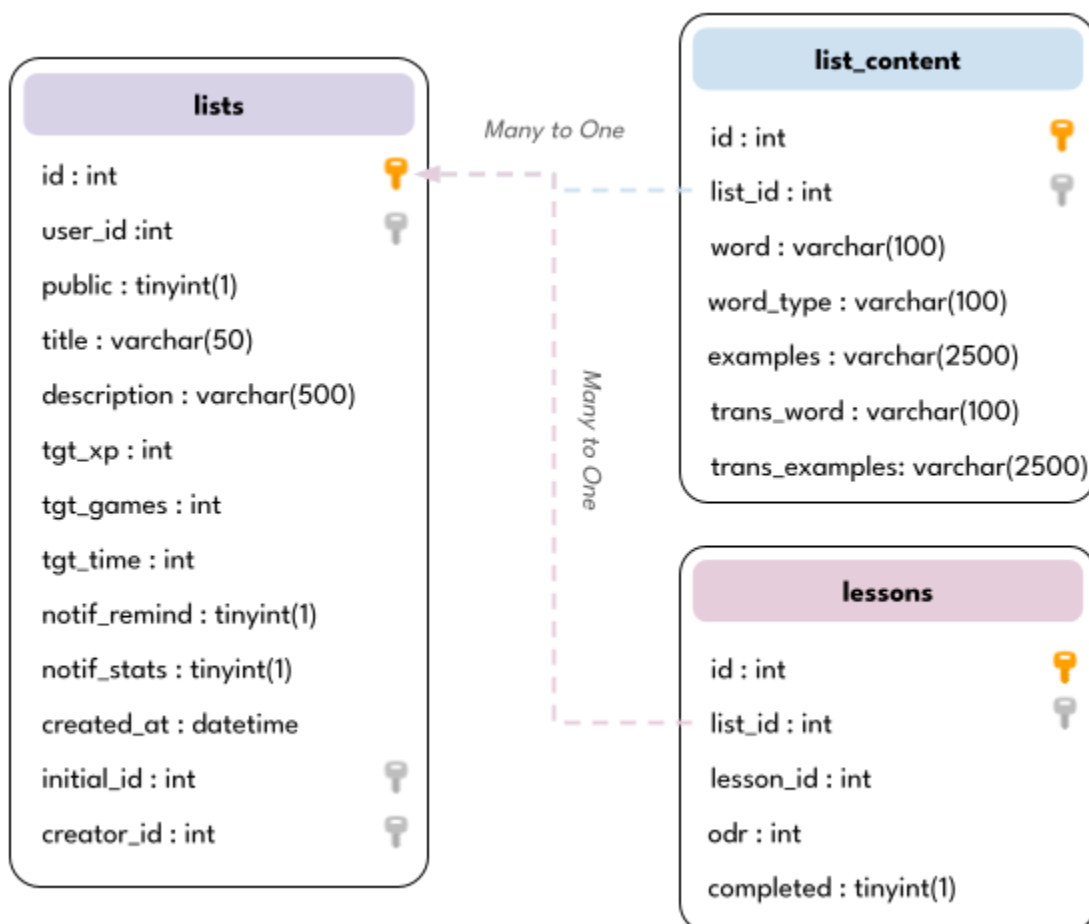 lists
id : int
user_id :int
public : tinyint(1)
title : varchar(50)
description : varchar(500)
tgt_xp : int
tgt_games : int
tgt_time : int
notif_remind : tinyint(1)
notif_stats : tinyint(1)
created_at : datetime
initial_id : int
creator_id : int
Many to One
Many to One
list_content
id : int
list_id : int
word : varchar(100)
word_type : varchar(100)
examples : varchar(2500)
trans_word : varchar(100)
trans_examples: varchar(2500)
lessons
id : int
list_id : int
lesson_id : int
odr : int
completed : tinyint(1)